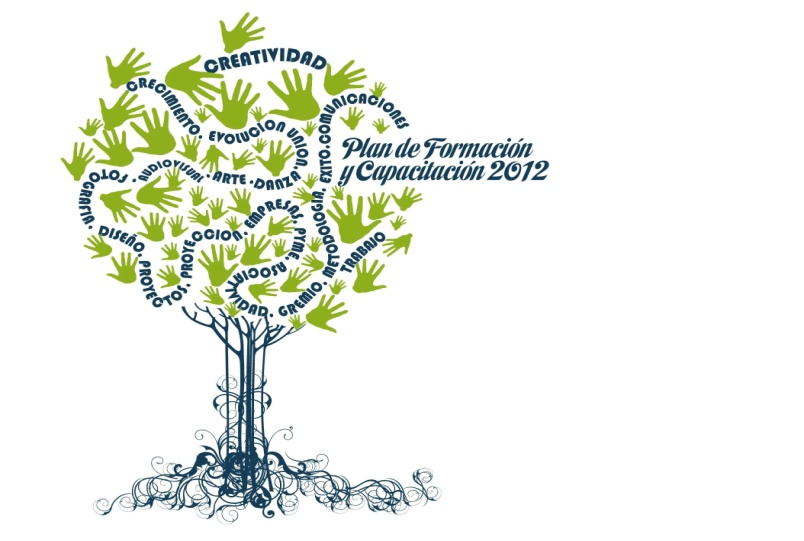 CREATIVIDAD
CRECIMIENTO. EVOLUCION UNION. DANZA. ARTE. AUDIOVISUAL. FOTOGRAFIA. DISEÑO. PROYECTOS. PROYECCION. EMPRESAS. PYME. ASOCIATIVIDAD. GREMIO. METODOLOGIA. EXITO. COMUNICACIONES
TRABAJO
Plan de Formación
y Capacitación 2012